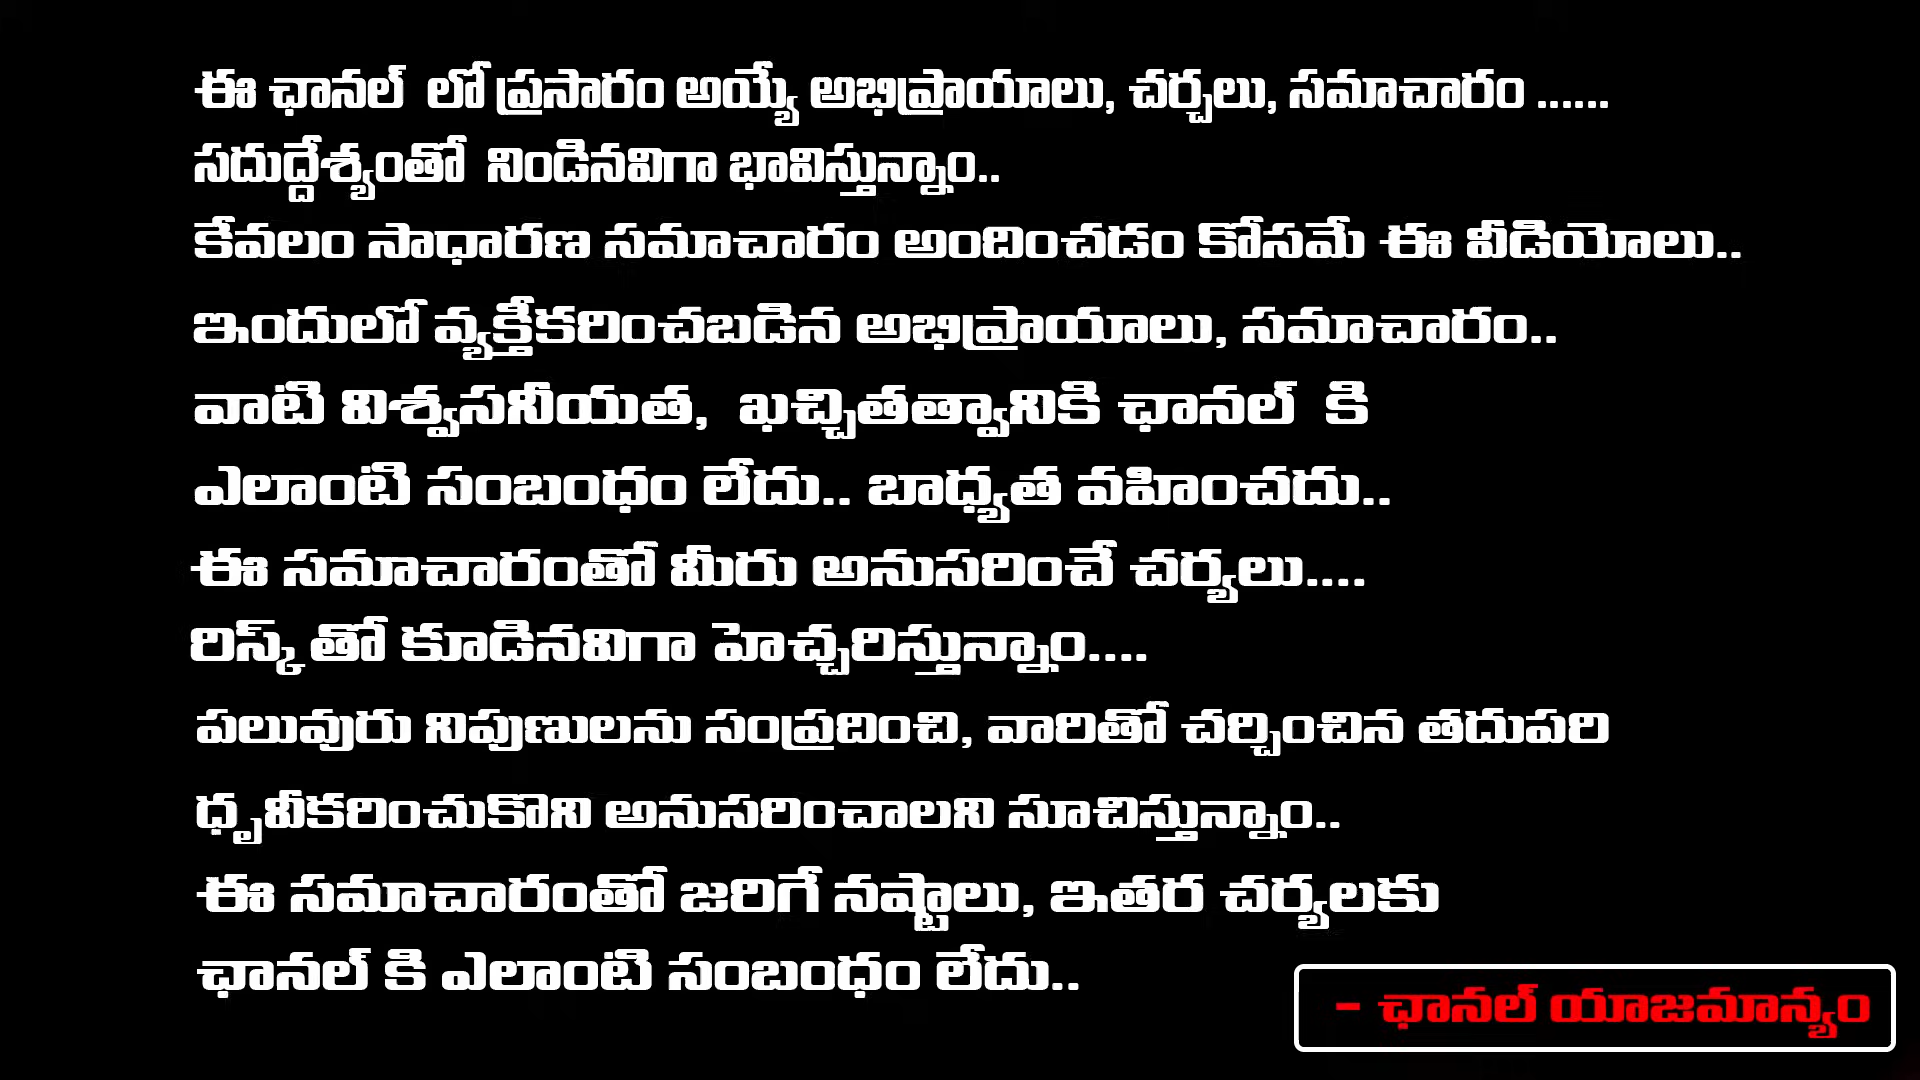 ఈ ఛానల్ లో ప్రసారం అయ్యే అభిప్రాయాలు, చర్చలు, సమాచారం ......
సదుద్దేశ్యంతో నిండినవిగా భావిస్తున్నాం..
కేవలం సాధారణ సమాచారం అందించడం కోసమే ఈ వీడియోలు..
ఇందులో వ్యక్తీకరించబడిన అభిప్రాయాలు, సమాచారం..
వాటి విశ్వసనీయత, ఖచ్చితత్వానికి ఛానల్ కి
ఎలాంటి సంబంధం లేదు.. బాధ్యత వహించదు..
ఈ సమాచారంతో మీరు అనుసరించే చర్యలు....
రిస్క్ తో కూడినవిగా హెచ్చరిస్తున్నాం....
పలువురు నిపుణులను సంప్రదించి, వారితో చర్చించిన తదుపరి
ధృవీకరించుకొని అనుసరించాలని సూచిస్తున్నాం..
ఈ సమాచారంతో జరిగే నష్టాలు, ఇతర చర్యలకు
ఛానల్ కి ఎలాంటి సంబంధం లేదు..
- ఛానల్ యాజమాన్యం